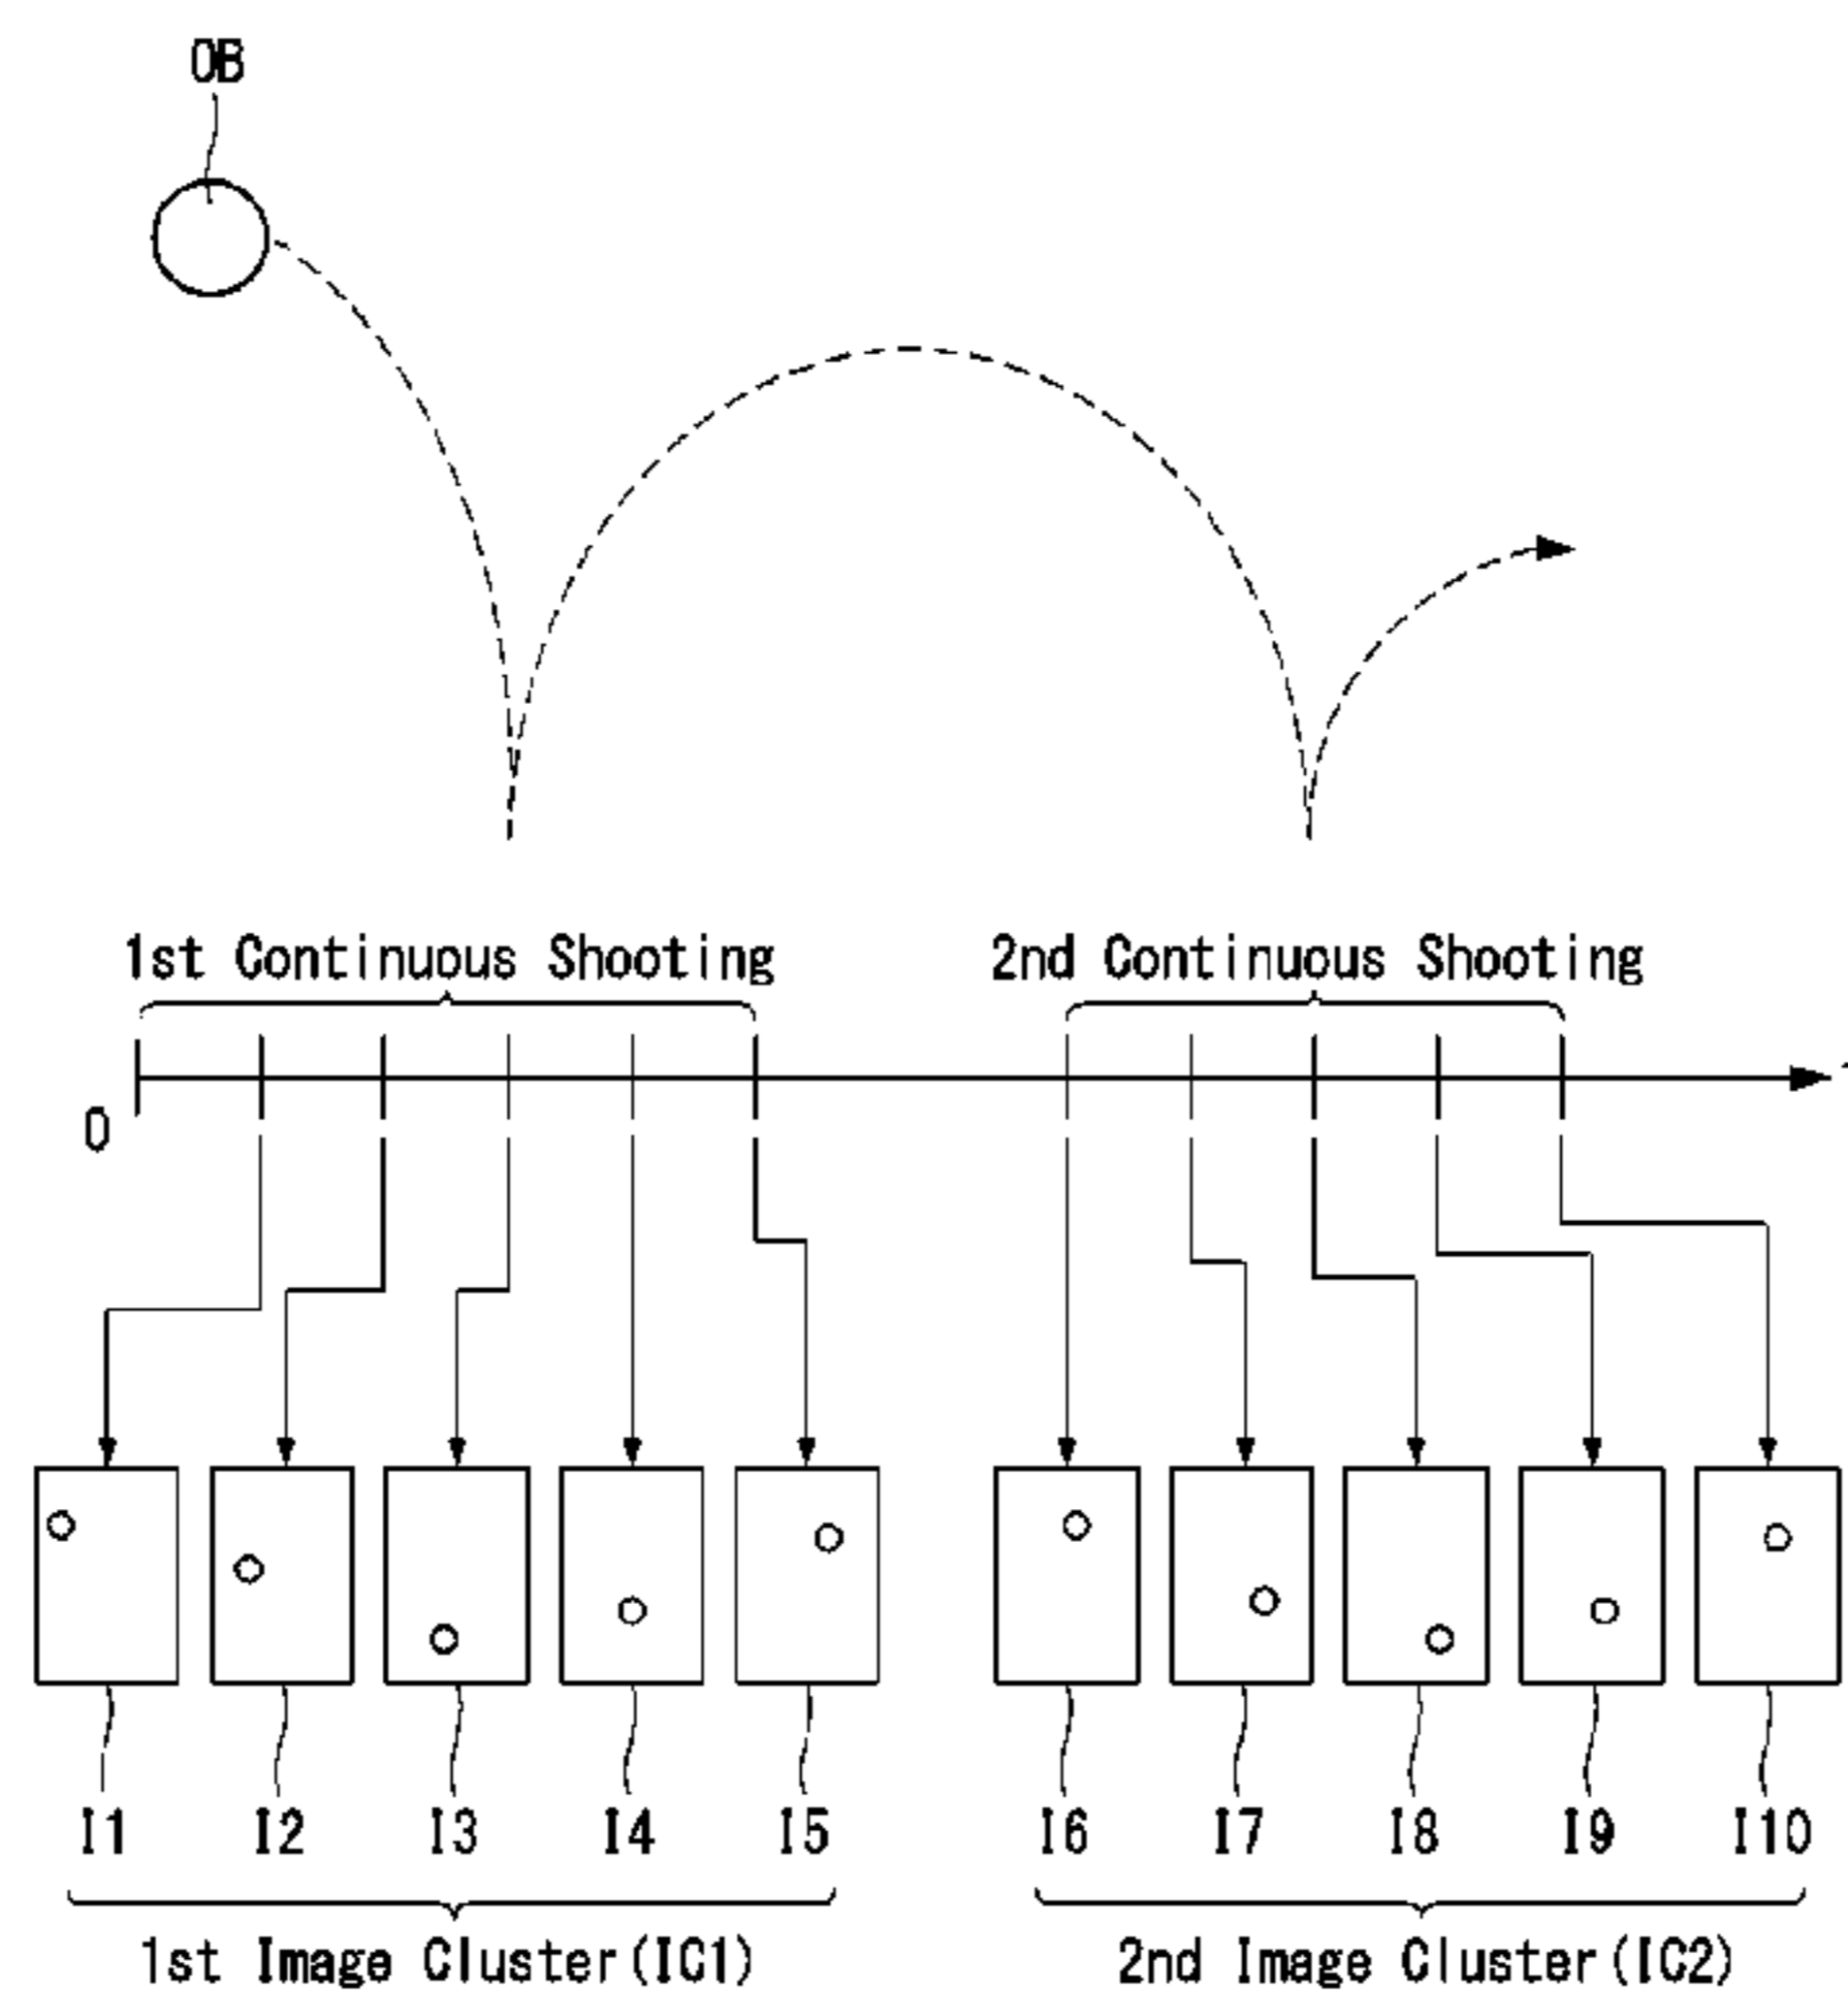 OB
1st Continuous Shooting 2nd Continuous Shooting
0
I1 I2 I3 I4 I5 I6 I7 I8 I9 I10
1st Image Cluster(IC1) 2nd Image Cluster(IC2)